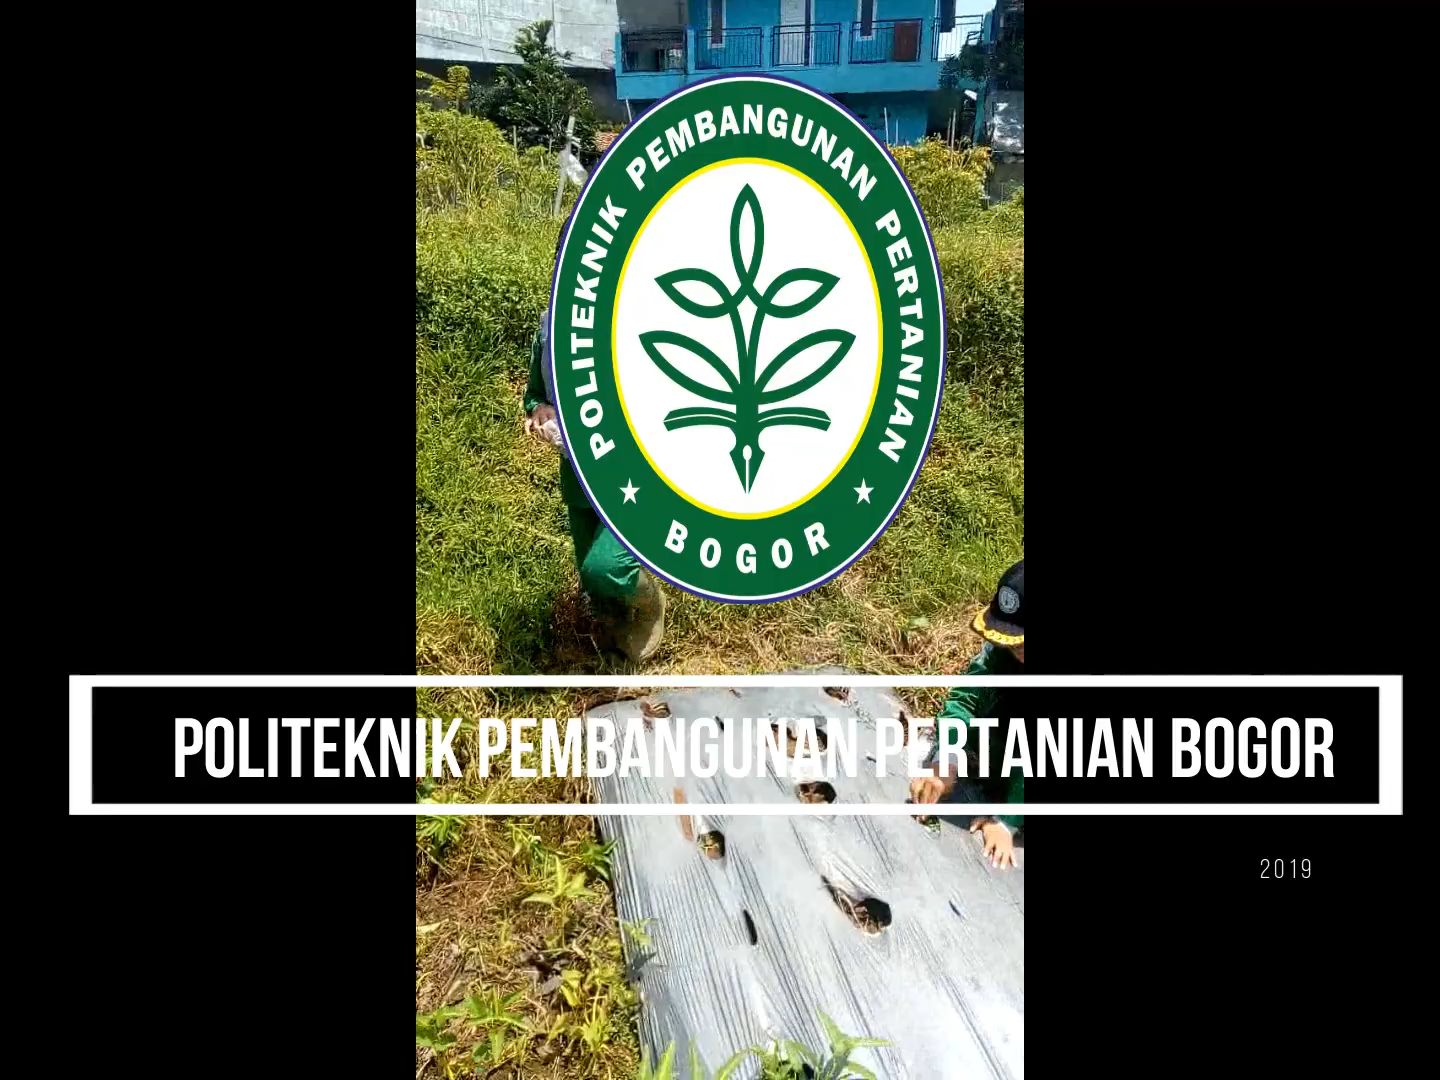 POLITEKNIK PEMBANGUNAN PERTANIAN
BOGOR
POLITEKNIK PEMBANGUNAN PERTANIAN BOGOR
2019